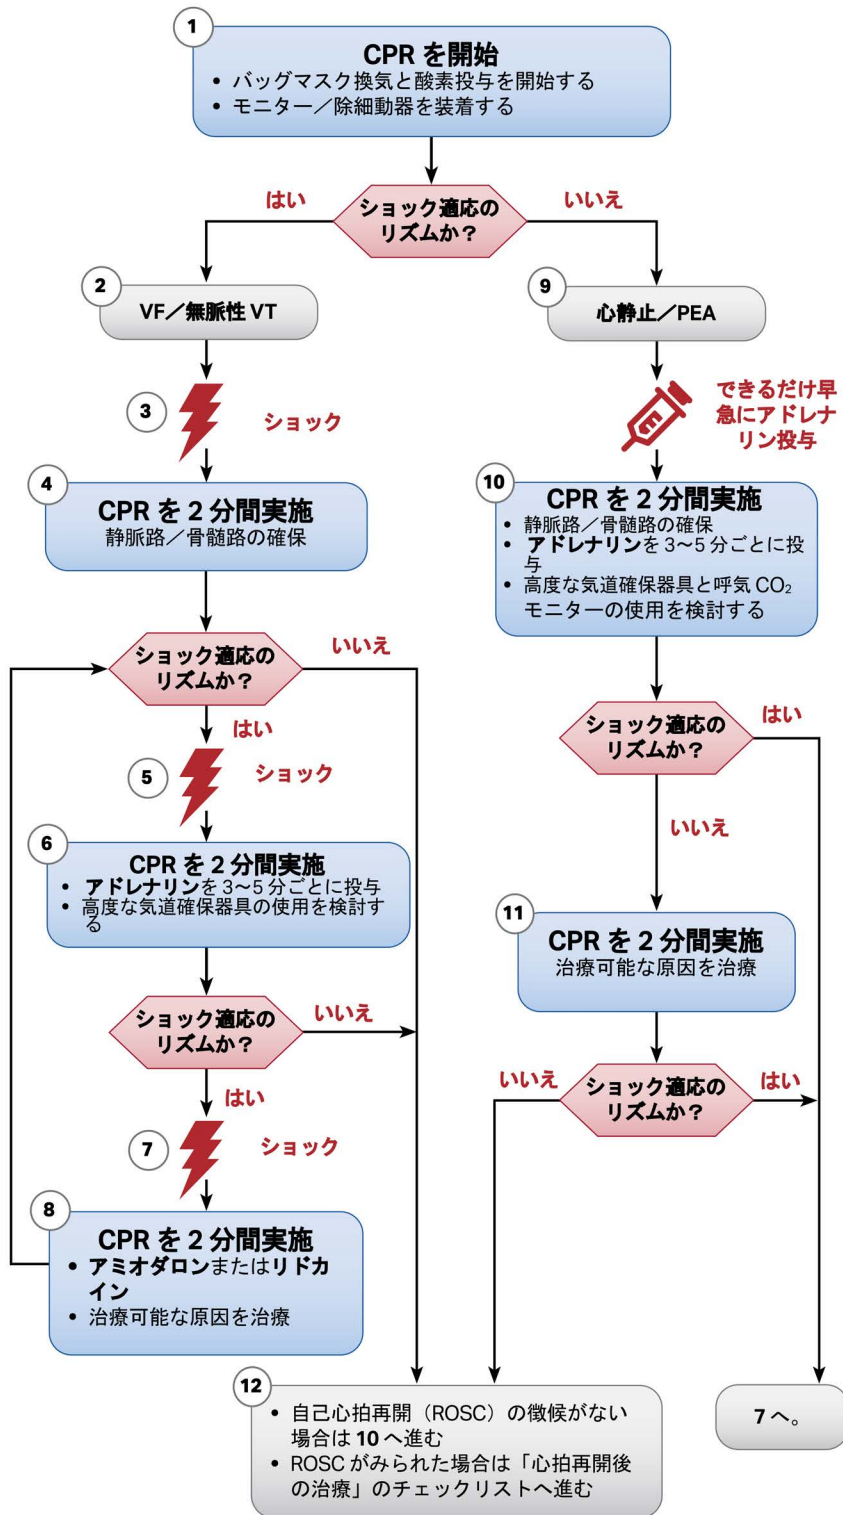 1
CPR を開始
• バッグマスク換気と酸素投与を開始する
• モニター／除細動器を装着する
はい
ショック適応の
リズムか？
いいえ
2
VF／無脈性 VT
9
心静止／PEA
3
ショック
できるだけ早
急にアドレナ
リン投与
4
CPR を 2 分間実施
静脈路／骨髄路の確保
10
CPR を 2 分間実施
• 静脈路／骨髄路の確保
• アドレナリンを 3〜5 分ごとに投
与
• 高度な気道確保器具と呼気 CO₂
モニターの使用を検討する
ショック適応の
リズムか？
いいえ
はい
ショック適応の
リズムか？
はい
いいえ
5
ショック
6
CPR を 2 分間実施
• アドレナリンを 3〜5 分ごとに投与
• 高度な気道確保器具の使用を検討す
る
11
CPR を 2 分間実施
治療可能な原因を治療
ショック適応の
リズムか？
いいえ
はい
いいえ
ショック適応の
リズムか？
はい
7
ショック
8
CPR を 2 分間実施
• アミオダロンまたはリドカ
イン
• 治療可能な原因を治療
12
• 自己心拍再開（ROSC）の徴候がない
場合は 10 へ進む
• ROSC がみられた場合は「心拍再開後
の治療」のチェックリストへ進む
7 へ。